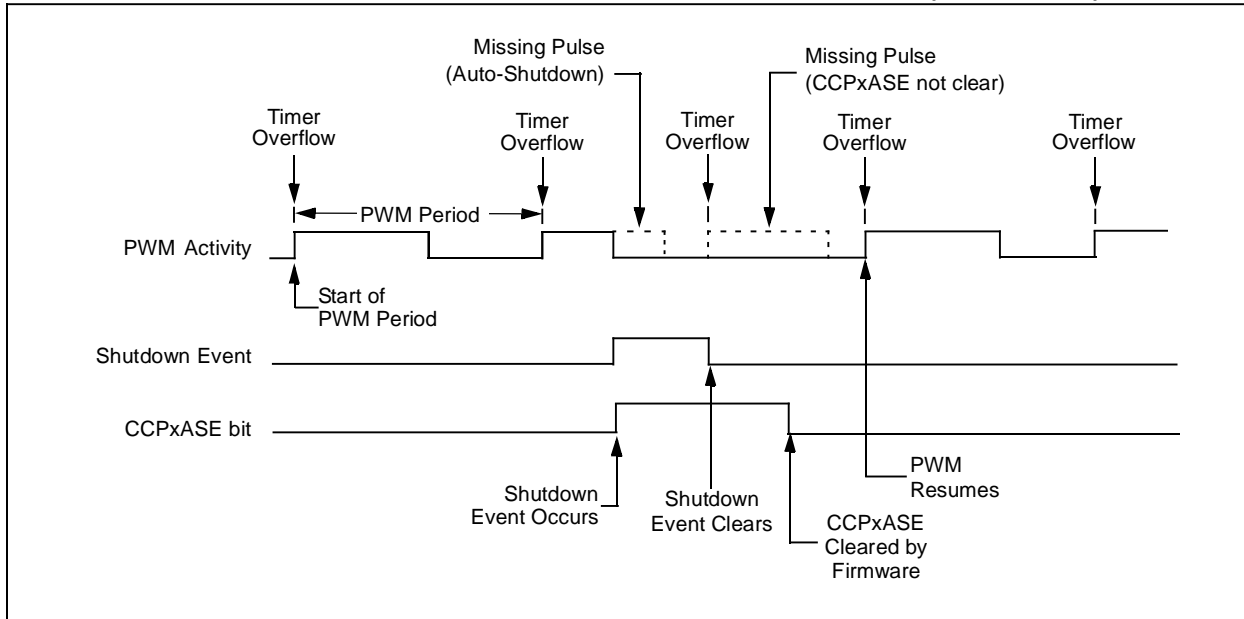 Missing Pulse
(Auto-Shutdown)
Missing Pulse
(CCPxASE not clear)
Timer
Overflow
Timer
Overflow
Timer
Overflow
Timer
Overflow
Timer
Overflow
PWM Period
PWM Activity
Start of
PWM Period
Shutdown Event
CCPxASE bit
Shutdown
Event Occurs
Shutdown
Event Clears
PWM
Resumes
CCPxASE
Cleared by
Firmware